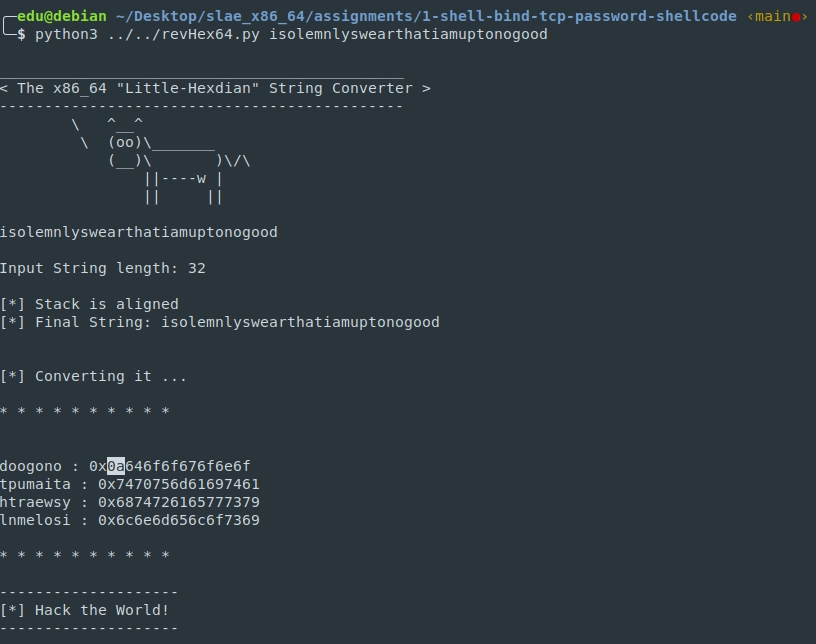 edu@debian ~/Desktop/slae_x86_64/assignments/1-shell-bind-tcp-password-shellcode ‹main●›
$ python3 ../../revHex64.py isolemnlyswearthatiamuptonogood
_____________________________________________
< The x86_64 "Little-Hexdian" String Converter >
---------------------------------------------
        \   ^__^
         \  (oo)\_______
            (__)\       )\/\
                ||----w |
                ||     ||
isolemnlyswearthatiamuptonogood
Input String length: 32
[*] Stack is aligned
[*] Final String: isolemnlyswearthatiamuptonogood
[*] Converting it ...
* * * * * * * * * *
doogono : 0x0a646f6f676f6e6f
tpumaita : 0x7470756d61697461
htraewsy : 0x6874726165777379
lnmelosi : 0x6c6e6d656c6f7369
* * * * * * * * * *
--------------------
[*] Hack the World!
--------------------